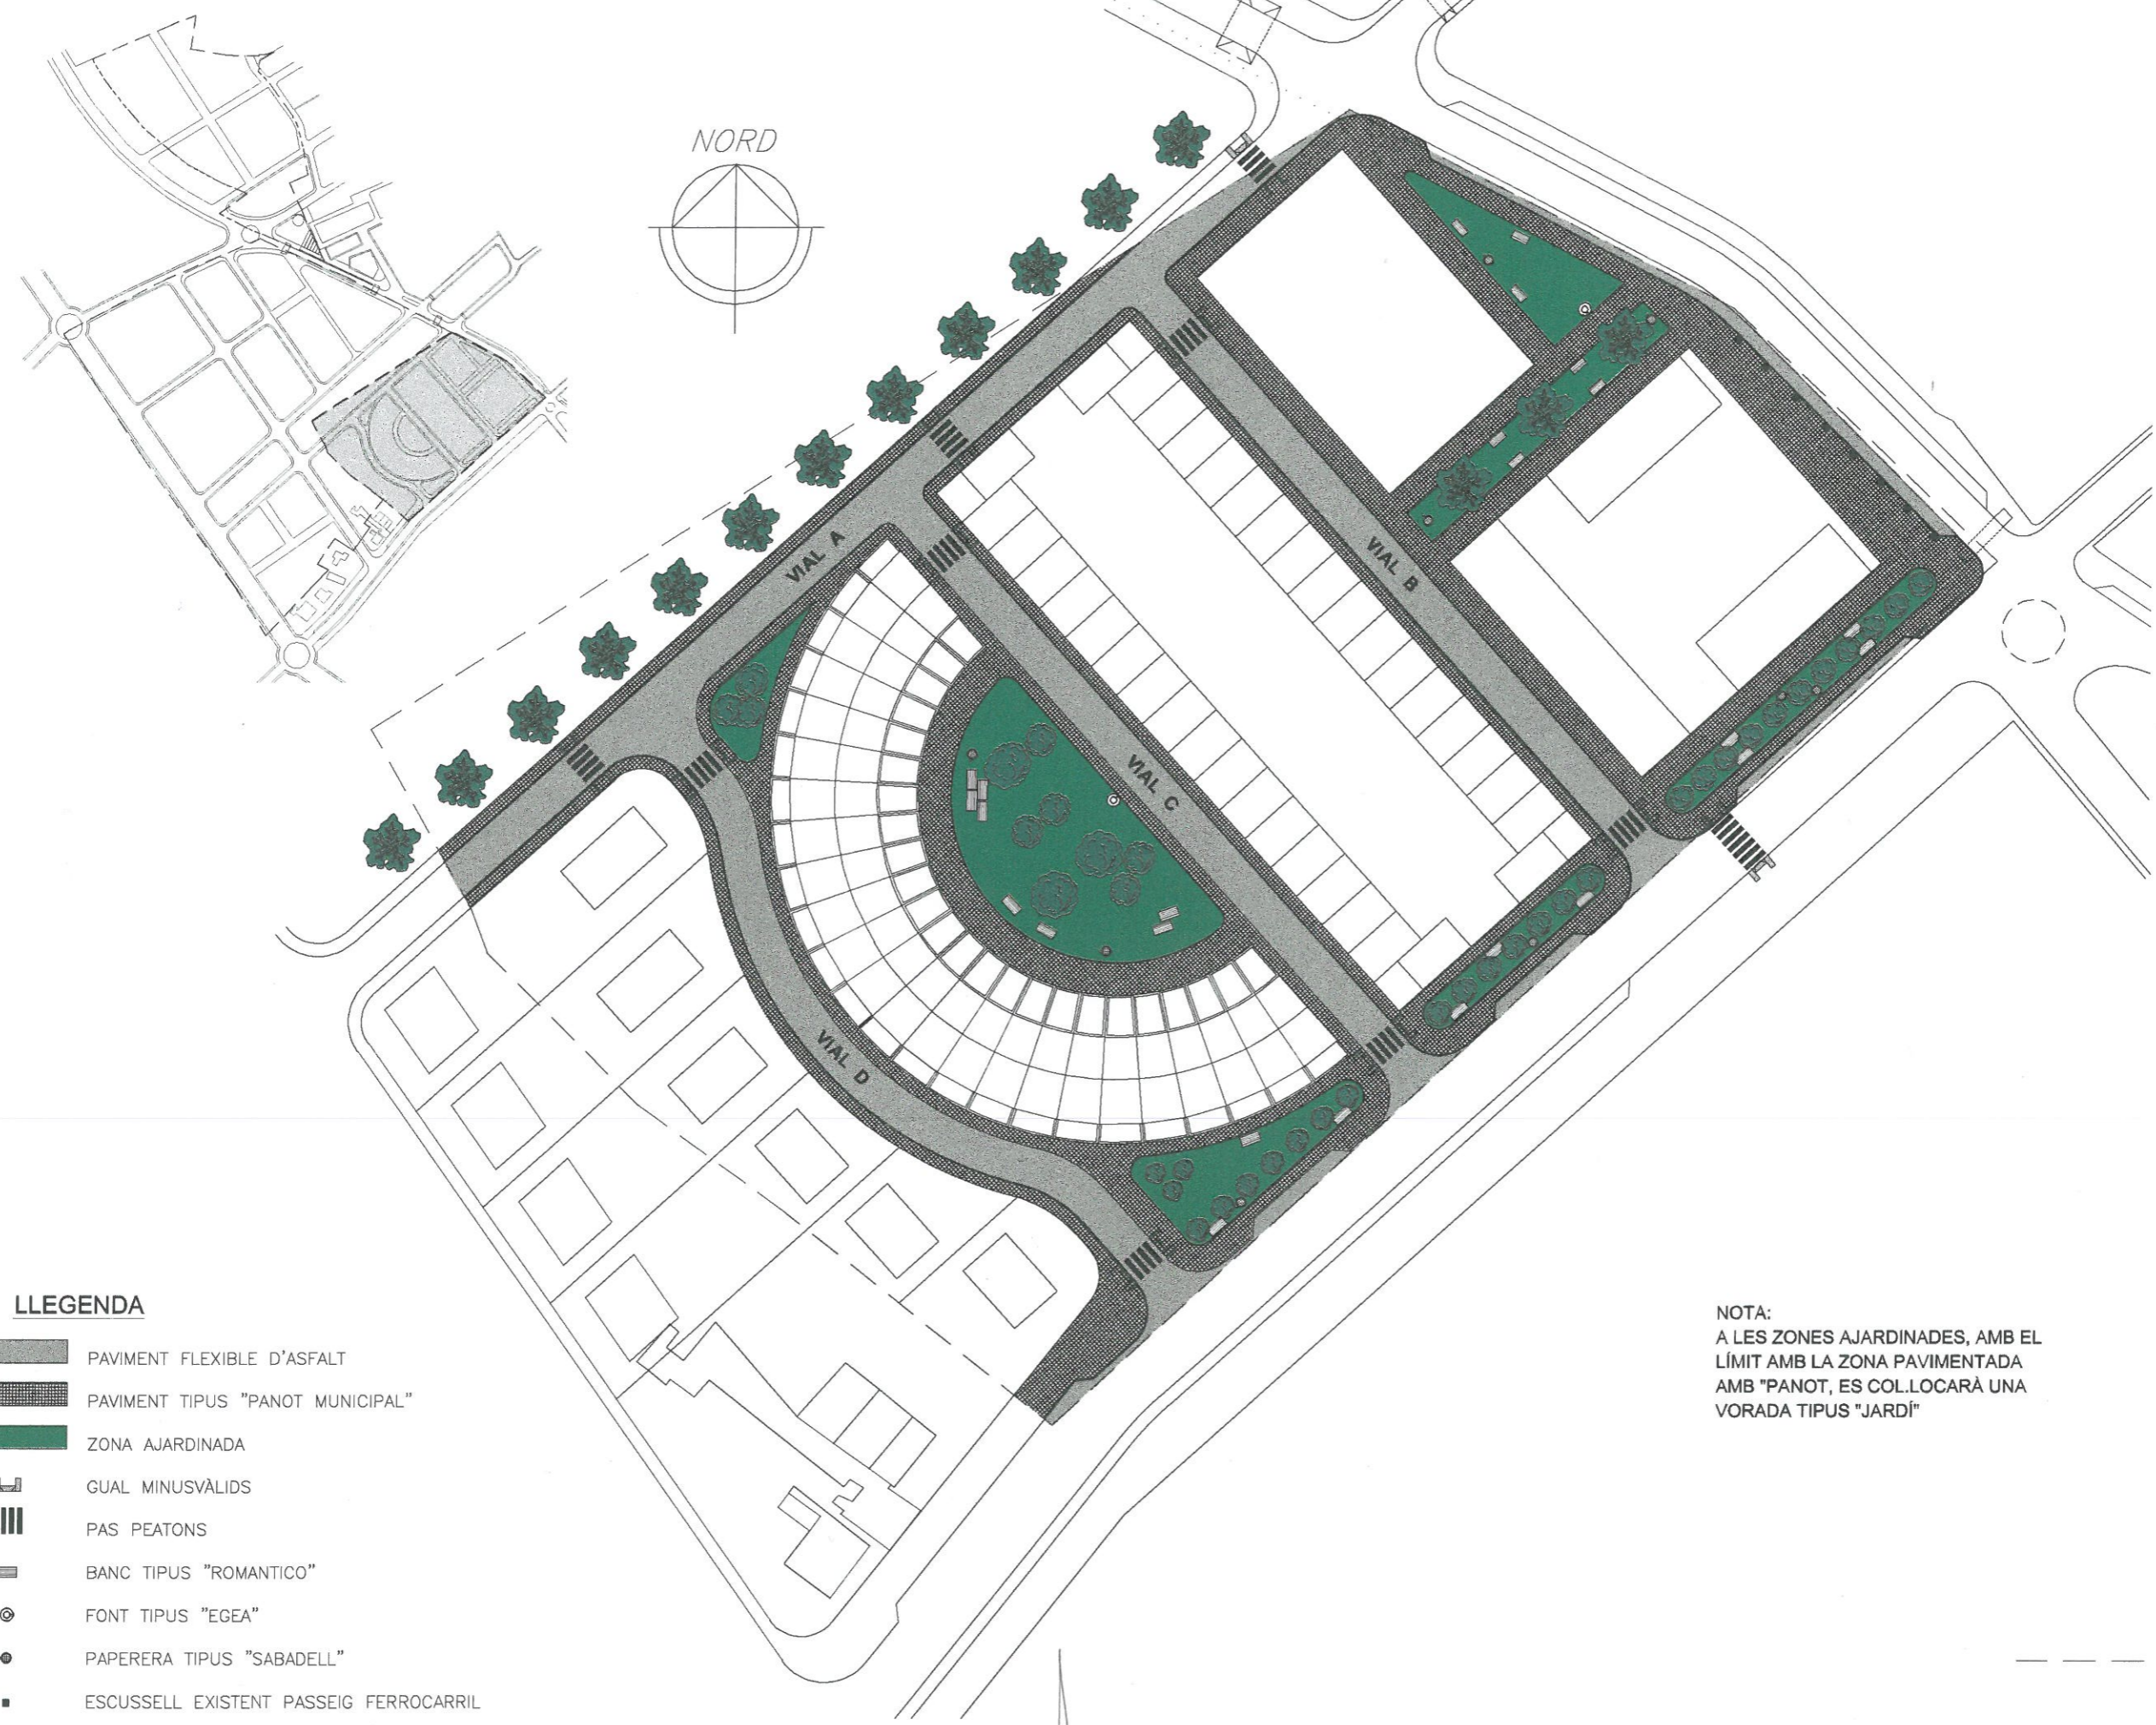 NORD
VIAL A
VIAL B
VIAL C
VIAL D
LLEGENDA
PAVIMENT FLEXIBLE D'ASFALT
PAVIMENT TIPUS "PANOT MUNICIPAL"
ZONA AJARDINADA
GUAL MINUSVÀLIDS
PAS PEATONS
BANC TIPUS "ROMANTICO"
FONT TIPUS "EGEA"
PAPERERA TIPUS "SABADELL"
ESCUSSELL EXISTENT PASSEIG FERROCARRIL
NOTA:
A LES ZONES AJARDINADES, AMB EL
LÍMIT AMB LA ZONA PAVIMENTADA
AMB "PANOT, ES COL.LOCARÀ UNA
VORADA TIPUS "JARDÍ"